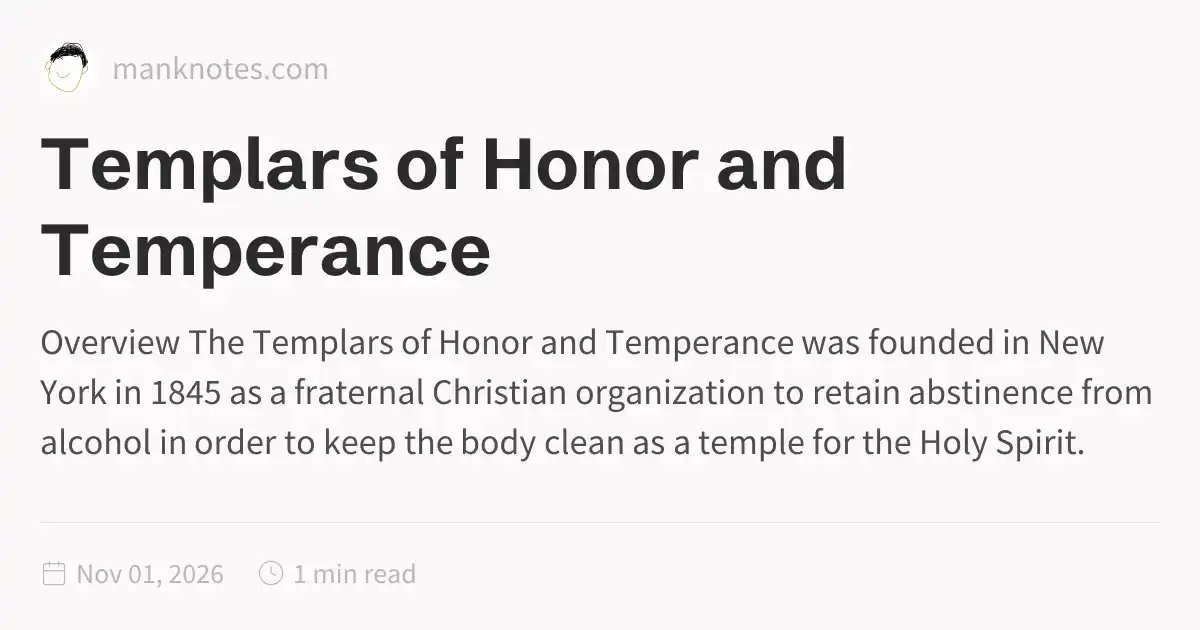 manknotes.com
Templars of Honor and
Temperance
Overview The Templars of Honor and Temperance was founded in New
York in 1845 as a fraternal Christian organization to retain abstinence from
alcohol in order to keep the body clean as a temple for the Holy Spirit.
Nov 01, 2026 1 min read